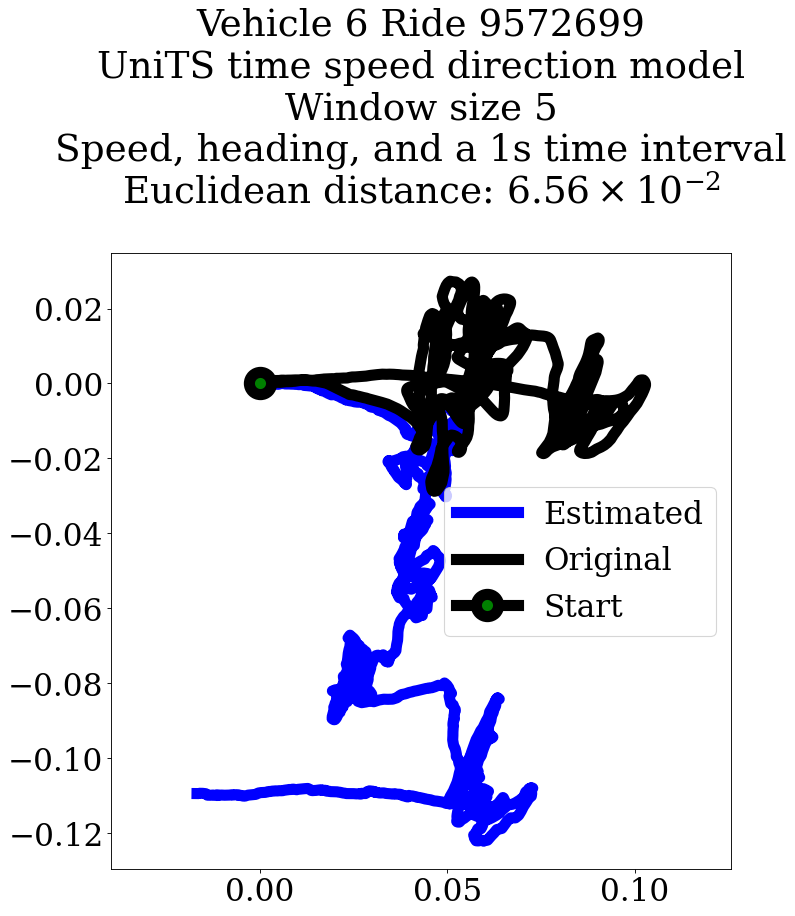 Vehicle 6 Ride 9572699
UniTS time speed direction model
Window size 5
Speed, heading, and a 1s time interval
Euclidean distance: 6.56 × 10⁻²
0.02
0.00
−0.02
−0.04
−0.06
−0.08
−0.10
−0.12
Estimated
Original
Start
0.00
0.05
0.10